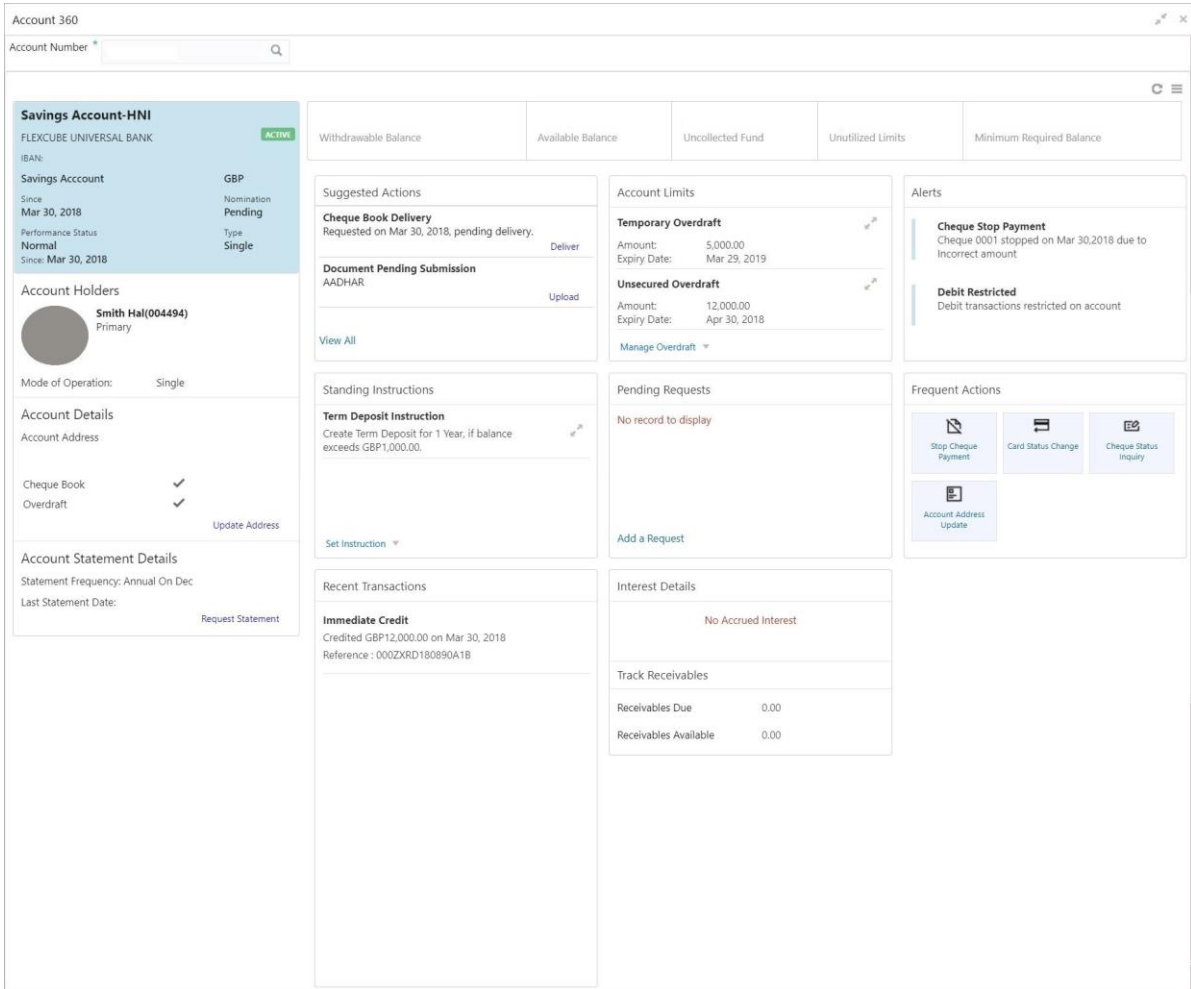 Account 360
Account Number *
Savings Account-HNI
FLEXCUBE UNIVERSAL BANK
ACTIVE
IBAN:
Savings Acccount
GBP
Since
Nomination
Mar 30, 2018
Pending
Performance Status
Type
Normal
Single
Since: Mar 30, 2018
Account Holders
Smith Hal(004494)
Primary
Mode of Operation: Single
Account Details
Account Address
Cheque Book
Overdraft
Update Address
Account Statement Details
Statement Frequency: Annual On Dec
Last Statement Date:
Request Statement
Withdrawable Balance
Available Balance
Uncollected Fund
Unutilized Limits
Minimum Required Balance
Suggested Actions
Cheque Book Delivery
Requested on Mar 30, 2018, pending delivery.
Deliver
Document Pending Submission
AADHAR
Upload
View All
Account Limits
Temporary Overdraft
Amount: 5,000.00
Expiry Date: Mar 29, 2019
Unsecured Overdraft
Amount: 12,000.00
Expiry Date: Apr 30, 2018
Manage Overdraft
Alerts
Cheque Stop Payment
Cheque 0001 stopped on Mar 30,2018 due to
Incorrect amount
Debit Restricted
Debit transactions restricted on account
Standing Instructions
Term Deposit Instruction
Create Term Deposit for 1 Year, if balance
exceeds GBP1,000.00.
Set Instruction
Pending Requests
No record to display
Add a Request
Frequent Actions
Stop Cheque
Payment
Card Status Change
Cheque Status
Inquiry
Account Address
Update
Recent Transactions
Immediate Credit
Credited GBP12,000.00 on Mar 30, 2018
Reference : 000ZXRD180890A1B
Interest Details
No Accrued Interest
Track Receivables
Receivables Due 0.00
Receivables Available 0.00